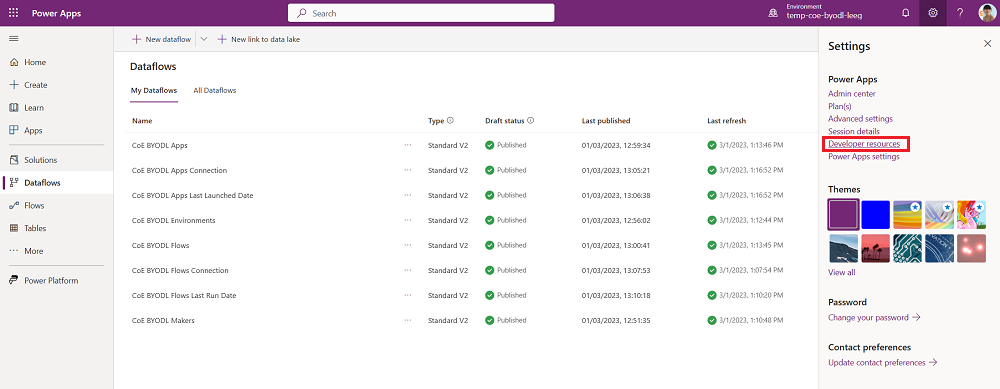 Power Apps
Search
Environment
temp-coe-byodl-leeq
Home
Create
Learn
Apps
Solutions
Dataflows
Flows
Tables
More
Power Platform
New dataflow
New link to data lake
Dataflows
My Dataflows All Dataflows
Name Type Draft status Last published Last refresh
CoE BYODL Apps ... Standard V2 Published 01/03/2023, 12:59:34 3/1/2023, 1:13:46 PM
CoE BYODL Apps Connection ... Standard V2 Published 01/03/2023, 13:05:21 3/1/2023, 1:16:52 PM
CoE BYODL Apps Last Launched Date ... Standard V2 Published 01/03/2023, 13:06:38 3/1/2023, 1:16:52 PM
CoE BYODL Environments ... Standard V2 Published 01/03/2023, 12:56:02 3/1/2023, 1:12:44 PM
CoE BYODL Flows ... Standard V2 Published 01/03/2023, 13:00:41 3/1/2023, 1:13:45 PM
CoE BYODL Flows Connection ... Standard V2 Published 01/03/2023, 13:07:53 3/1/2023, 1:07:54 PM
CoE BYODL Flows Last Run Date ... Standard V2 Published 01/03/2023, 13:10:18 3/1/2023, 1:10:20 PM
CoE BYODL Makers ... Standard V2 Published 01/03/2023, 12:51:35 3/1/2023, 1:10:48 PM
Settings
Power Apps
Admin center
Plan(s)
Advanced settings
Session details
Developer resources
Power Apps settings
Themes
View all
Password
Change your password
Contact preferences
Update contact preferences